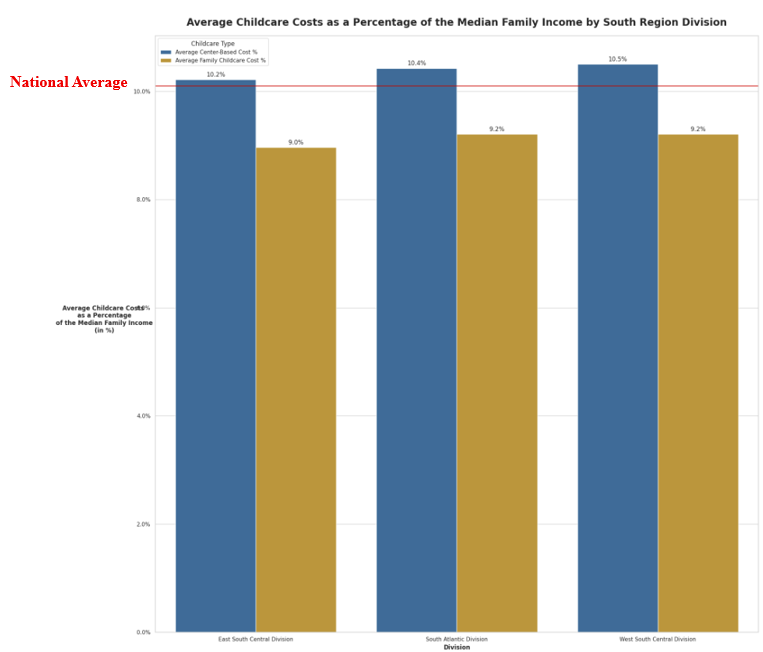 Average Childcare Costs as a Percentage of the Median Family Income by South Region Division
Childcare Type
Average Center-Based Cost %
Average Family Childcare Cost %
National Average
10.2%
9.0%
10.4%
9.2%
10.5%
9.2%
10.0%
8.0%
4.0%
2.0%
0.0%
Average Childcare Costs
as a Percentage
of the Median Family Income
(in %)
East South Central Division
South Atlantic Division
West South Central Division
Division